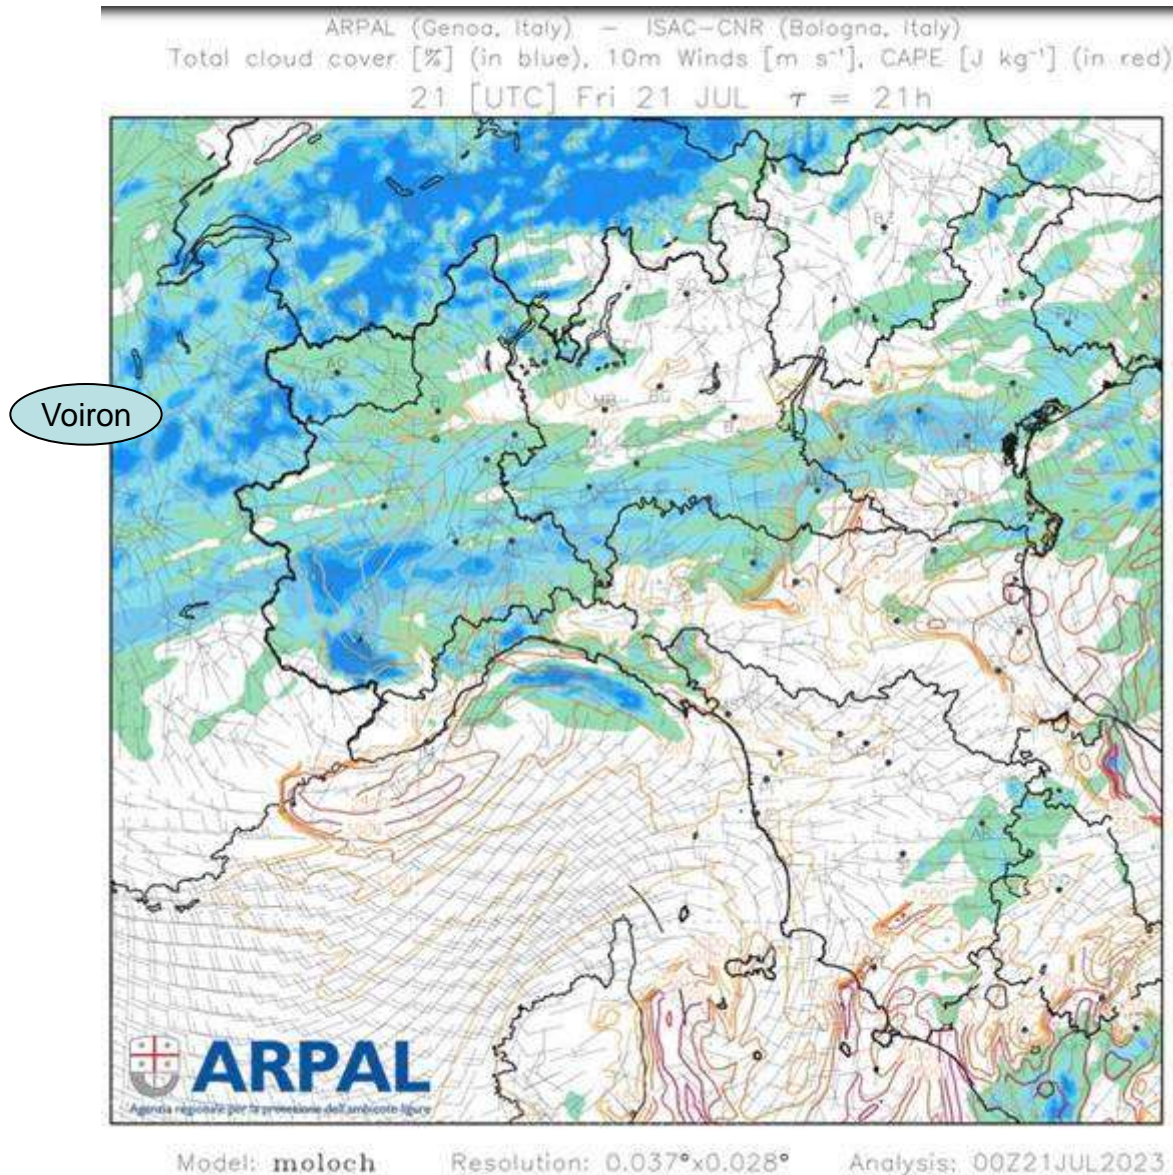 ARPAL (Genoa, Italy) – ISAC-CNR (Bologna, Italy)
Total cloud cover [%] (in blue), 10m Winds [m s⁻¹], CAPE [J kg⁻¹] (in red)
21 [UTC] Fri 21 JUL τ = 21h
BZ
Voiron
ARPAL
Agenzia regionale per la protezione dell'ambiente ligure
Model: moloch Resolution: 0.037°x0.028° Analysis: 00Z21JUL2023